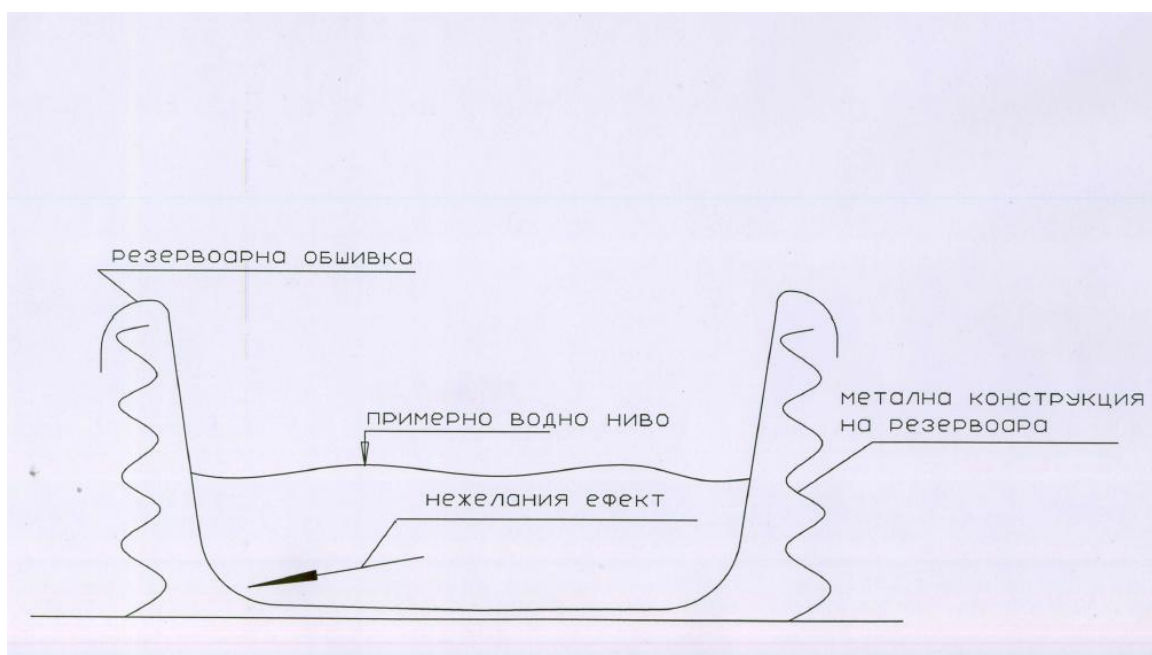 РЕЗЕРВОАРНА ОБШИВКА
ПРИМЕРНО ВОДНО НИВО
МЕТАЛНА КОНСТРУКЦИЯ
НА РЕЗЕРВОАРА
НЕЖЕЛАНИЯ ЕФЕКТ